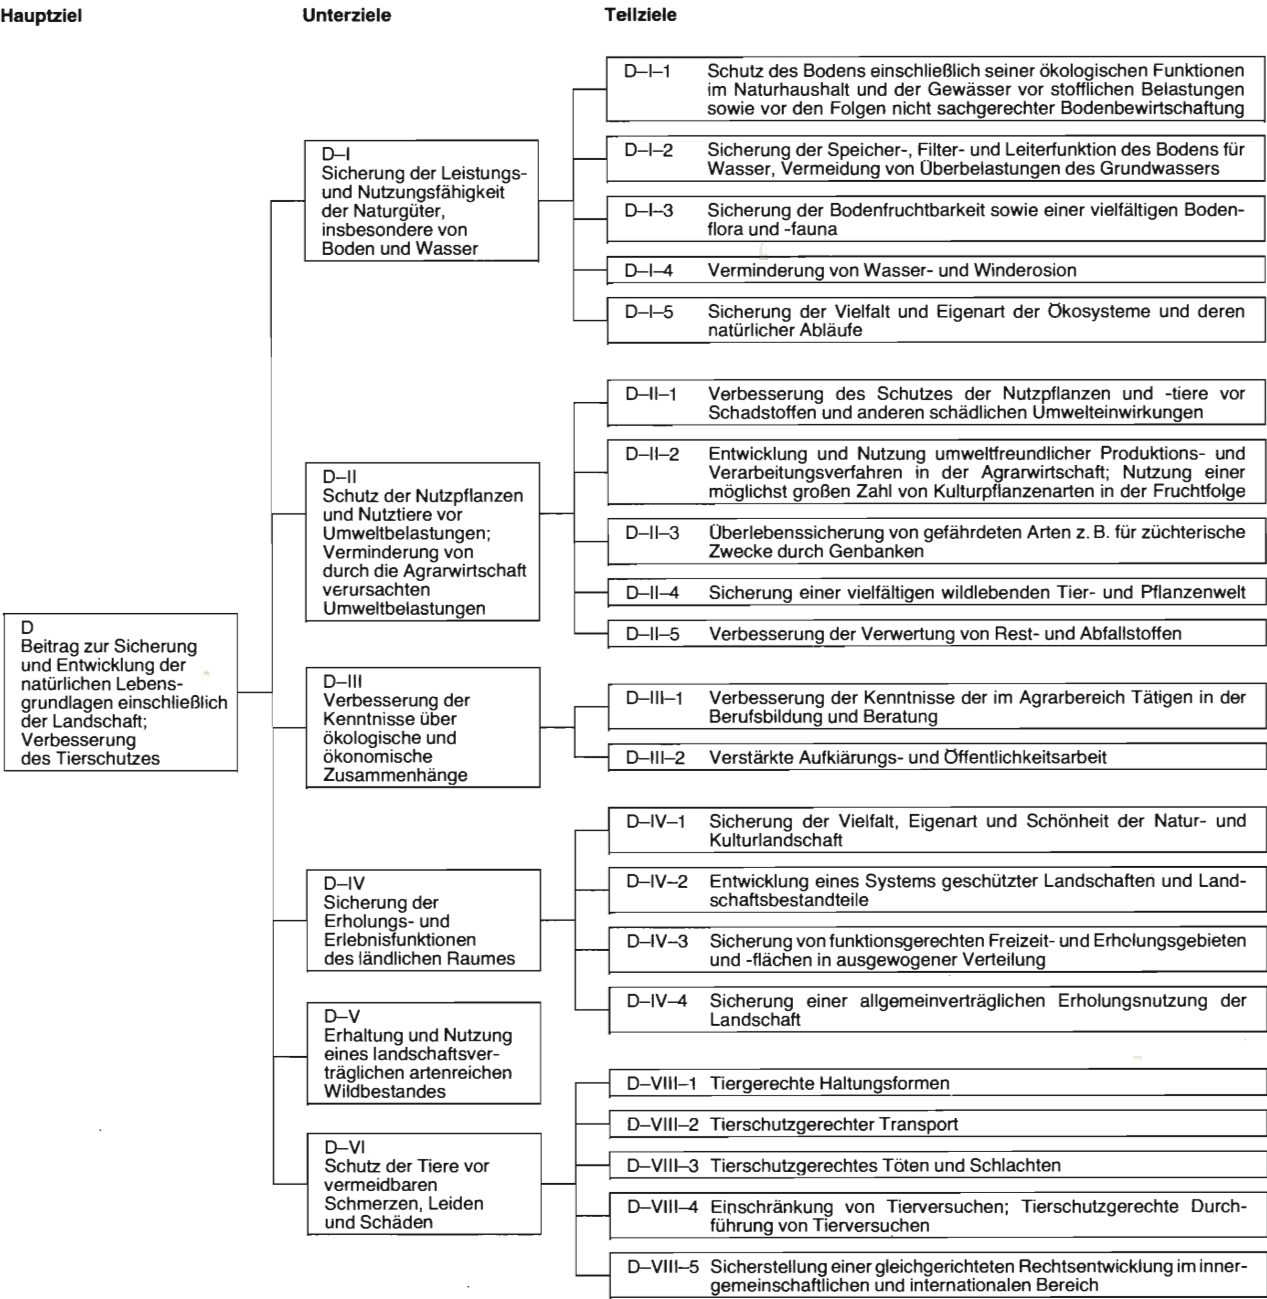 Hauptziel
Unterziele
Teilziele
D
Beitrag zur Sicherung
und Entwicklung der
natürlichen Lebens-
grundlagen einschließlich
der Landschaft;
Verbesserung
des Tierschutzes
D–I
Sicherung der Leistungs-
und Nutzungsfähigkeit
der Naturgüter,
insbesondere von
Boden und Wasser
D–I–1 Schutz des Bodens einschließlich seiner ökologischen Funktionen
im Naturhaushalt und der Gewässer vor stofflichen Belastungen
sowie vor den Folgen nicht sachgerechter Bodenbewirtschaftung
D–I–2 Sicherung der Speicher-, Filter- und Leiterfunktion des Bodens für
Wasser, Vermeidung von Überbelastungen des Grundwassers
D–I–3 Sicherung der Bodenfruchtbarkeit sowie einer vielfältigen Boden-
flora und -fauna
D–I–4 Verminderung von Wasser- und Winderosion
D–I–5 Sicherung der Vielfalt und Eigenart der Ökosysteme und deren
natürlicher Abläufe
D–II
Schutz der Nutzpflanzen
und Nutztiere vor
Umweltbelastungen;
Verminderung von
durch die Agrarwirtschaft
verursachten
Umweltbelastungen
D–II–1 Verbesserung des Schutzes der Nutzpflanzen und -tiere vor
Schadstoffen und anderen schädlichen Umwelteinwirkungen
D–II–2 Entwicklung und Nutzung umweltfreundlicher Produktions- und
Verarbeitungsverfahren in der Agrarwirtschaft; Nutzung einer
möglichst großen Zahl von Kulturpflanzenarten in der Fruchtfolge
D–II–3 Überlebenssicherung von gefährdeten Arten z. B. für züchterische
Zwecke durch Genbanken
D–II–4 Sicherung einer vielfältigen wildlebenden Tier- und Pflanzenwelt
D–II–5 Verbesserung der Verwertung von Rest- und Abfallstoffen
D–III
Verbesserung der
Kenntnisse über
ökologische und
ökonomische
Zusammenhänge
D–III–1 Verbesserung der Kenntnisse der im Agrarbereich Tätigen in der
Berufsbildung und Beratung
D–III–2 Verstärkte Aufklärungs- und Öffentlichkeitsarbeit
D–IV
Sicherung der
Erholungs- und
Erlebnisfunktionen
des ländlichen Raumes
D–IV–1 Sicherung der Vielfalt, Eigenart und Schönheit der Natur- und
Kulturlandschaft
D–IV–2 Entwicklung eines Systems geschützter Landschaften und Land-
schaftsbestandteile
D–IV–3 Sicherung von funktionsgerechten Freizeit- und Erholungsgebieten
und -flächen in ausgewogener Verteilung
D–IV–4 Sicherung einer allgemeinverträglichen Erholungsnutzung der
Landschaft
D–V
Erhaltung und Nutzung
eines landschaftsver-
träglichen artenreichen
Wildbestandes
D–VI
Schutz der Tiere vor
vermeidbaren
Schmerzen, Leiden
und Schäden
D–VIII–1 Tiergerechte Haltungsformen
D–VIII–2 Tierschutzgerechter Transport
D–VIII–3 Tierschutzgerechtes Töten und Schlachten
D–VIII–4 Einschränkung von Tierversuchen; Tierschutzgerechte Durch-
führung von Tierversuchen
D–VIII–5 Sicherstellung einer gleichgerichteten Rechtsentwicklung im inner-
gemeinschaftlichen und internationalen Bereich